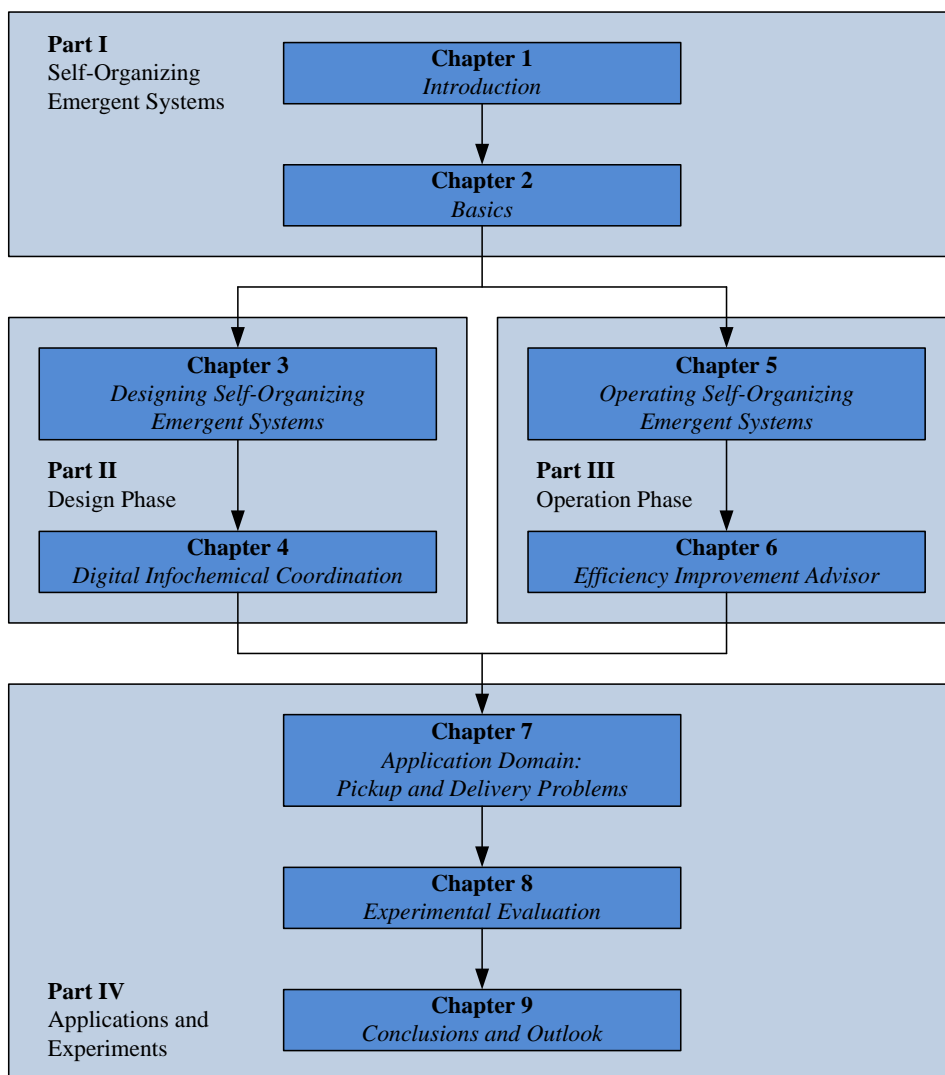 Part I
Self-Organizing
Emergent Systems
Chapter 1
Introduction
Chapter 2
Basics
Chapter 3
Designing Self-Organizing
Emergent Systems
Part II
Design Phase
Chapter 4
Digital Infochemical Coordination
Chapter 5
Operating Self-Organizing
Emergent Systems
Part III
Operation Phase
Chapter 6
Efficiency Improvement Advisor
Chapter 7
Application Domain:
Pickup and Delivery Problems
Chapter 8
Experimental Evaluation
Part IV
Applications and
Experiments
Chapter 9
Conclusions and Outlook